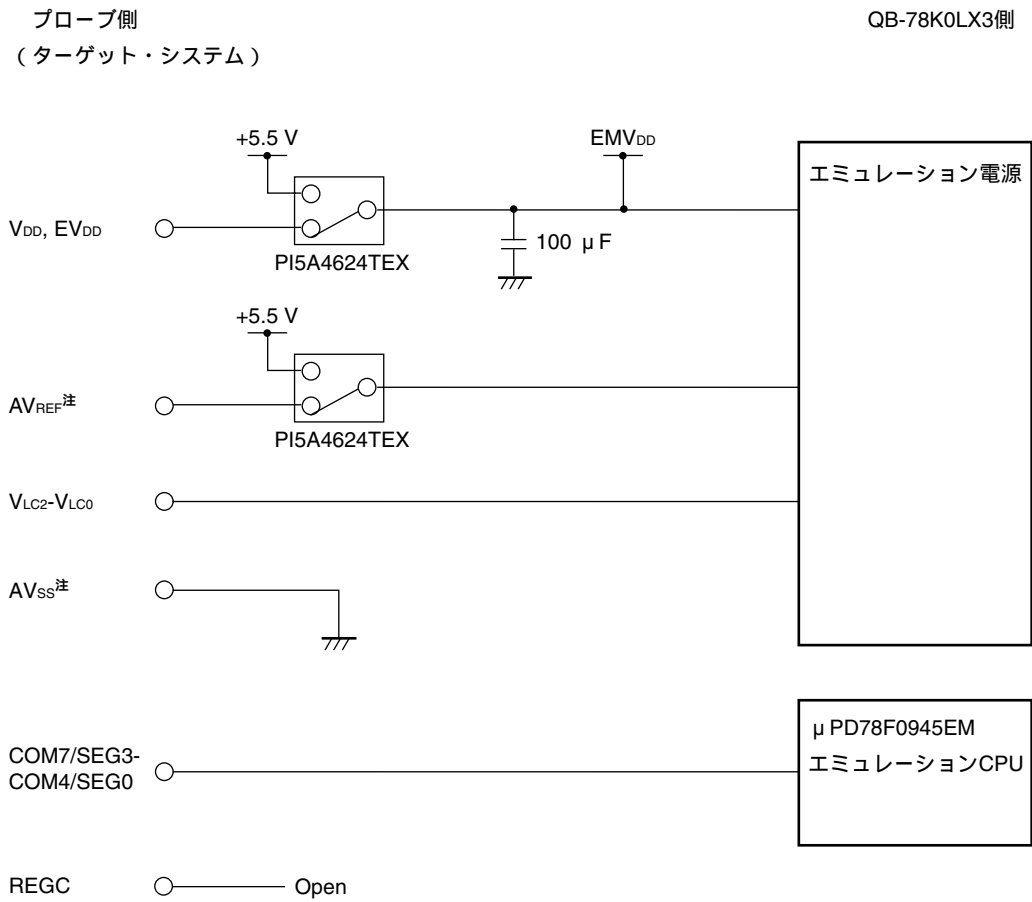 プローブ側
QB-78K0LX3側
（ターゲット・システム）
+5.5 V
EMVDD
エミュレーション電源
VDD, EVDD
100 μF
PI5A4624TEX
+5.5 V
AVREF注
PI5A4624TEX
VLC2-VLC0
AVSS注
μPD78F0945EM
エミュレーションCPU
COM7/SEG3-
COM4/SEG0
REGC
Open